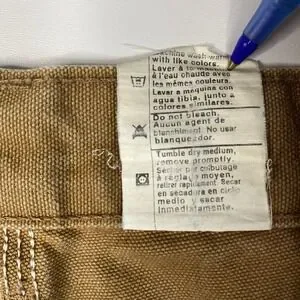 Machine wash warm
with like colors.
Laver à la machine
à l'eau chaude avec
les mêmes couleurs.
Lavar a maquina con
agua tibia, junto a
colores similares.
Do not bleach.
Aucun agent de
blanchiment. No usar
blanqueador.
Tumble dry medium,
remove promptly.
Sécher par culbutage
à réglage moyen,
retirer rapidement. Secar
en secadora en ciclo
medio y sacar
inmediatamente.